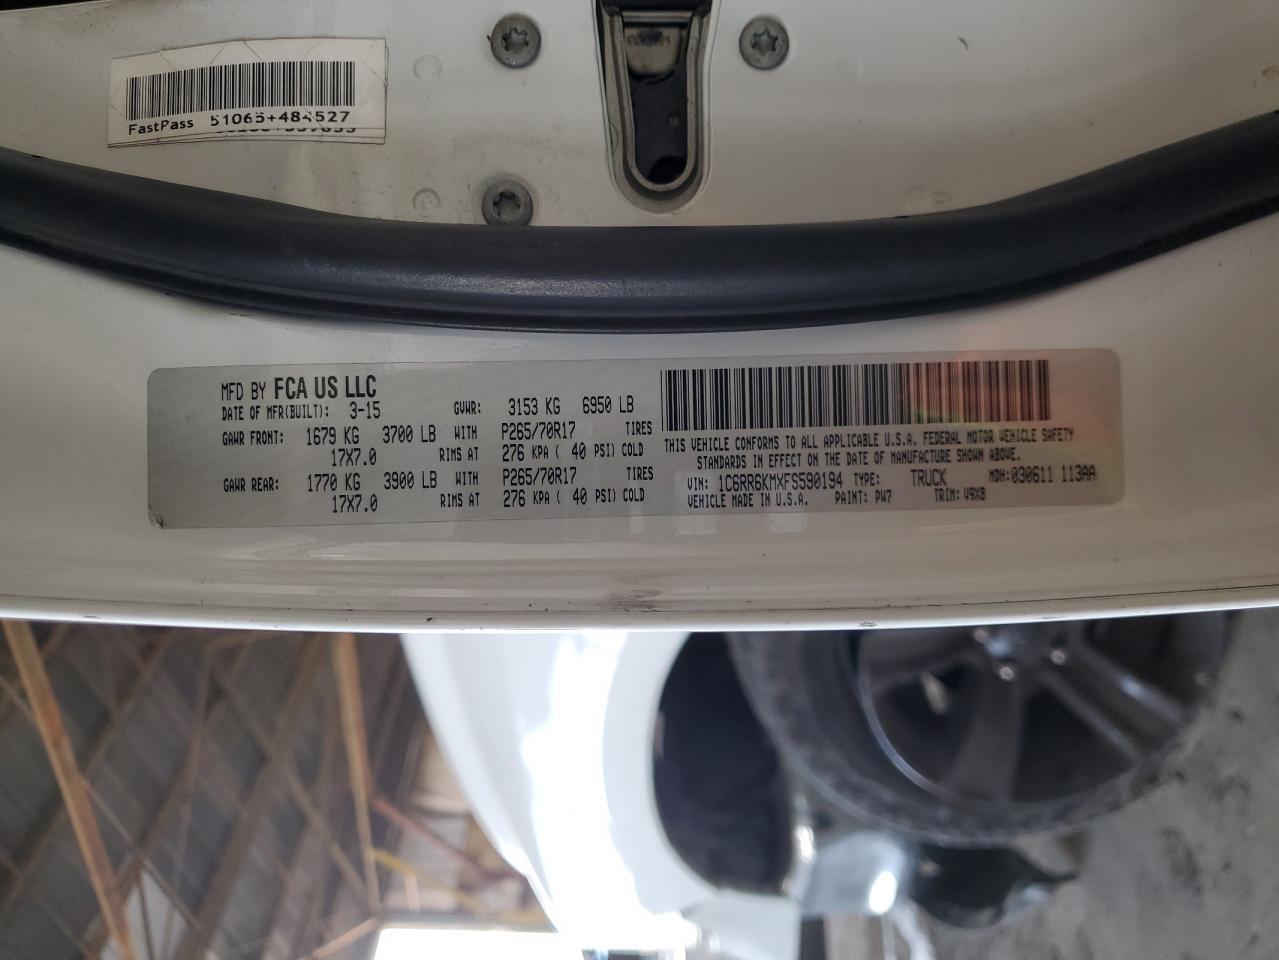 FastPass 51065+484527
MFD BY FCA US LLC
DATE OF MFR(BUILT): 3-15 GVWR: 3153 KG 6950 LB
GAWR FRONT: 1679 KG 3700 LB WITH P265/70R17 TIRES
17X7.0 RIMS AT 276 KPA ( 40 PSI) COLD
GAWR REAR: 1770 KG 3900 LB WITH P265/70R17 TIRES
17X7.0 RIMS AT 276 KPA ( 40 PSI) COLD
THIS VEHICLE CONFORMS TO ALL APPLICABLE U.S.A. FEDERAL MOTOR VEHICLE SAFETY
STANDARDS IN EFFECT ON THE DATE OF MANUFACTURE SHOWN ABOVE.
VIN: 1C6RR6KMXFS590194 TYPE: TRUCK MDH: 030611 113AA
VEHICLE MADE IN U.S.A. PAINT: PW7 TRIM: V9X8